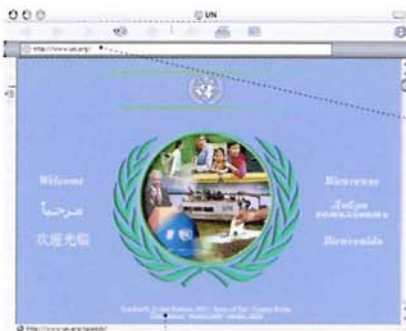 UN
http://www.un.org/
Welcome
Bienvenue
مرحباً
Добро
пожаловать
欢迎光临
Bienvenido